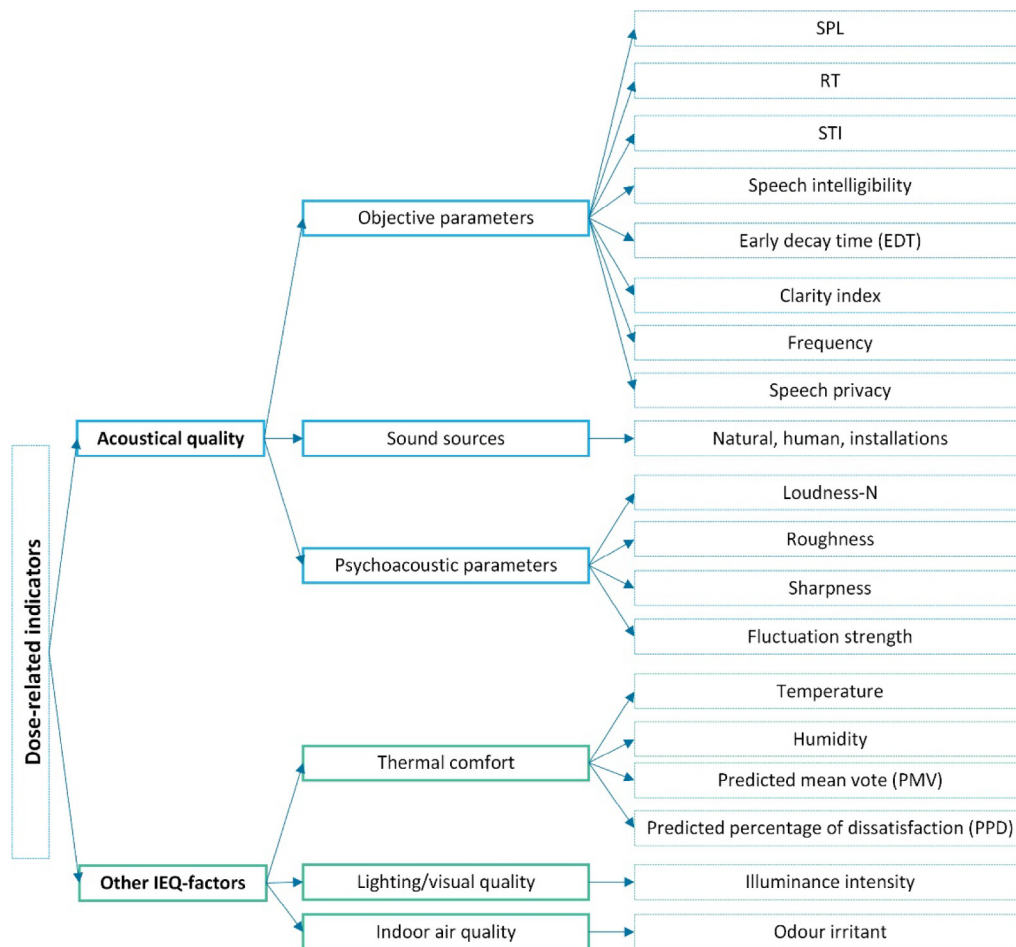 Dose-related indicators
Acoustical quality
Objective parameters
SPL
RT
STI
Speech intelligibility
Early decay time (EDT)
Clarity index
Frequency
Speech privacy
Sound sources
Natural, human, installations
Psychoacoustic parameters
Loudness-N
Roughness
Sharpness
Fluctuation strength
Other IEQ-factors
Thermal comfort
Temperature
Humidity
Predicted mean vote (PMV)
Predicted percentage of dissatisfaction (PPD)
Lighting/visual quality
Illuminance intensity
Indoor air quality
Odour irritant